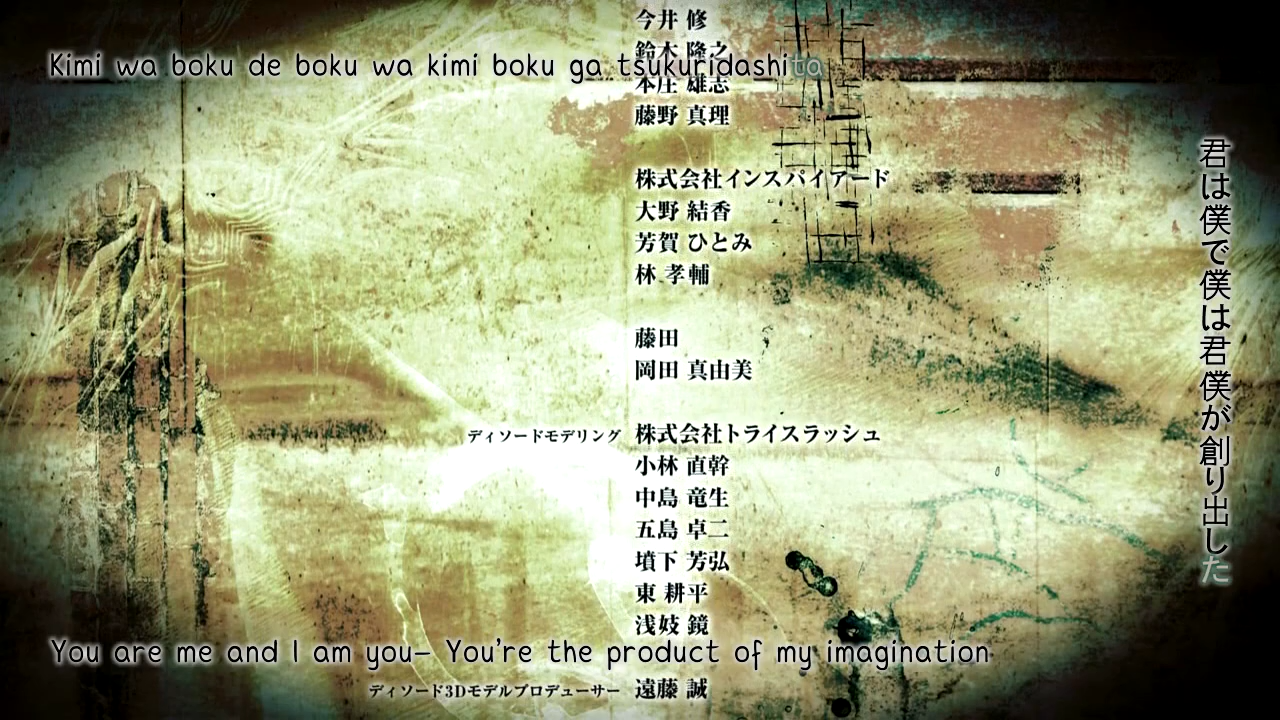 今井 修
Kimi wa boku de boku wa kimi boku ga tsukuridashita
鈴木 隆之
本庄 雄志
藤野 真理
株式会社インスパイアード
大野 結香
芳賀 ひとみ
林 孝輔
藤田
岡田 真由美
ディソードモデリング 株式会社トライスラッシュ
小林 直幹
中島 竜生
五島 卓二
墳下 芳弘
東 耕平
浅妓 鏡
You are me and I am you– You're the product of my imagination
ディソード3Dモデルプロデューサー 遠藤 誠
君は僕で僕は君僕が創り出した